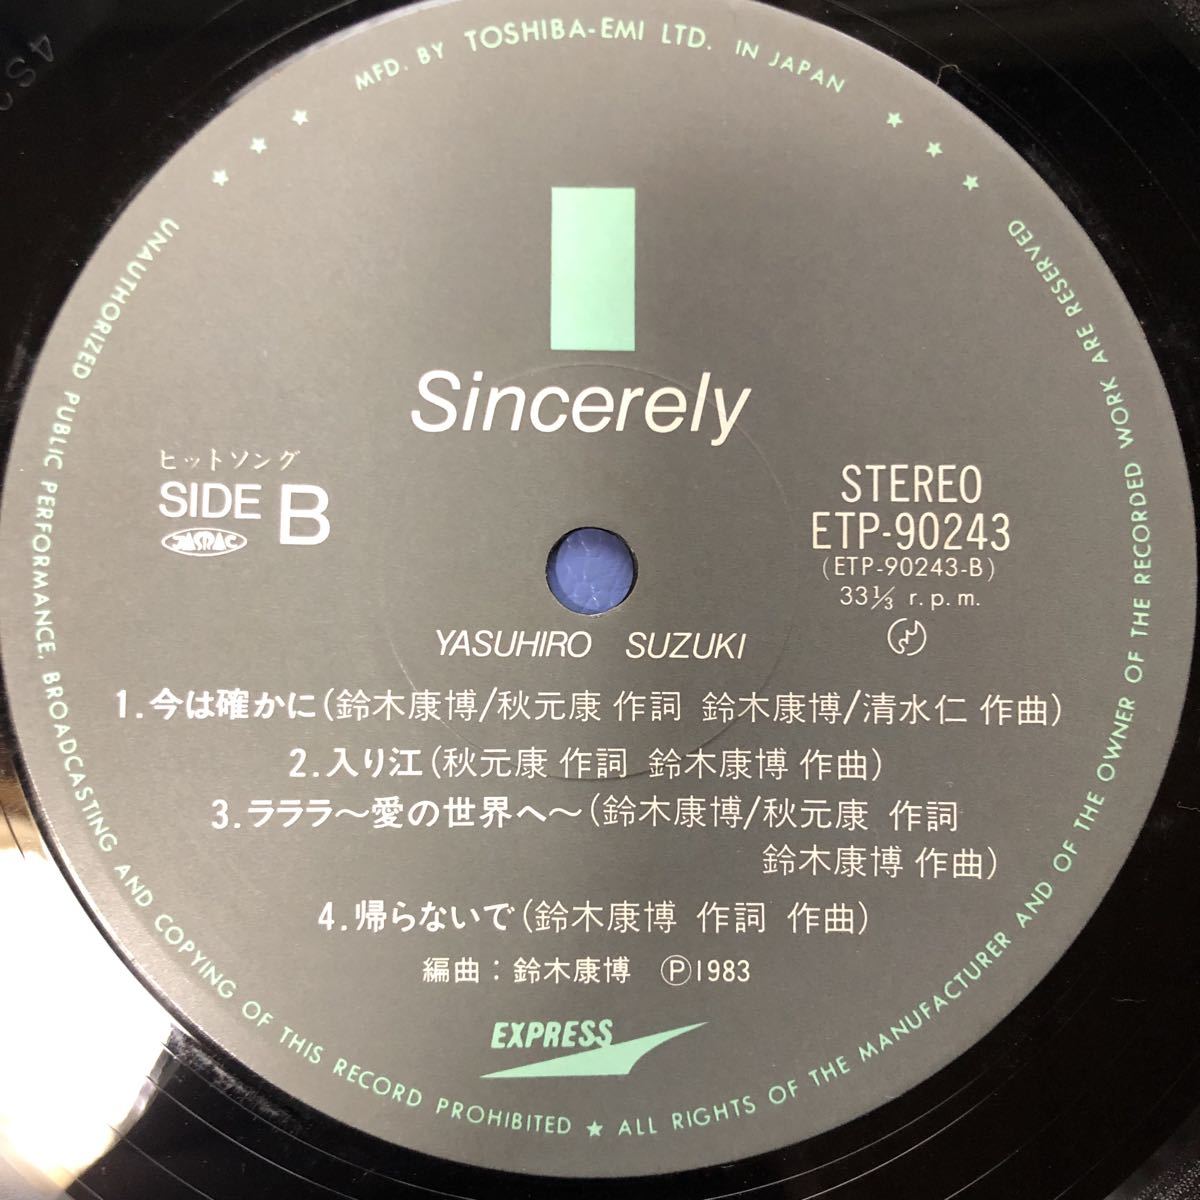 MFD. BY TOSHIBA-EMI LTD. IN JAPAN
Sincerely
ヒットソング
SIDE B
JASRAC
STEREO
ETP-90243
(ETP-90243-B)
33⅓ r.p.m.
YASUHIRO SUZUKI
1.今は確かに(鈴木康博/秋元康 作詞 鈴木康博/清水仁 作曲)
2.入り江(秋元康 作詞 鈴木康博 作曲)
3.ラララ〜愛の世界へ〜(鈴木康博/秋元康 作詞
鈴木康博 作曲)
4.帰らないで(鈴木康博 作詞 作曲)
編曲：鈴木康博 Ⓟ1983
EXPRESS
UNAUTHORIZED PUBLIC PERFORMANCE, BROADCASTING AND COPYING OF THIS RECORD PROHIBITED ★ ALL RIGHTS OF THE MANUFACTURER AND OF THE OWNER OF THE RECORDED WORK ARE RESERVED